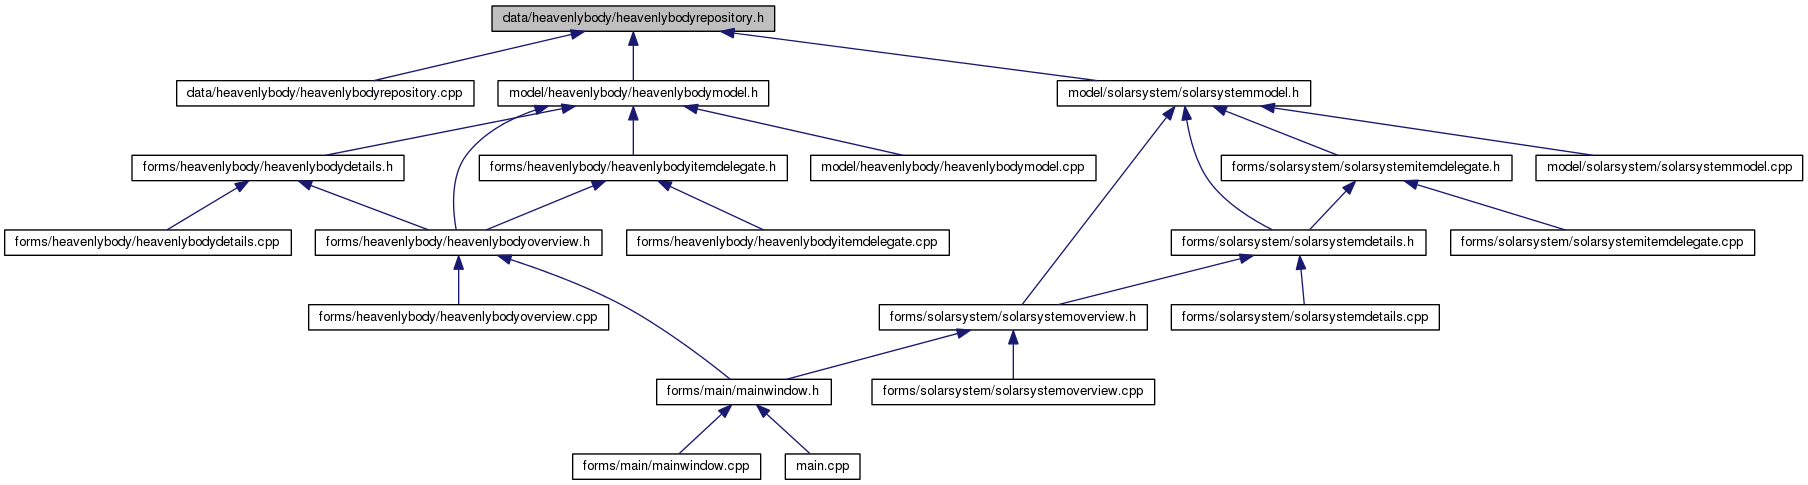 data/heavenlybody/heavenlybodyrepository.h
data/heavenlybody/heavenlybodyrepository.cpp
model/heavenlybody/heavenlybodymodel.h
model/solarsystem/solarsystemmodel.h
forms/heavenlybody/heavenlybodydetails.h
forms/heavenlybody/heavenlybodyitemdelegate.h
model/heavenlybody/heavenlybodymodel.cpp
forms/solarsystem/solarsystemitemdelegate.h
model/solarsystem/solarsystemmodel.cpp
forms/heavenlybody/heavenlybodydetails.cpp
forms/heavenlybody/heavenlybodyoverview.h
forms/heavenlybody/heavenlybodyitemdelegate.cpp
forms/solarsystem/solarsystemdetails.h
forms/solarsystem/solarsystemitemdelegate.cpp
forms/heavenlybody/heavenlybodyoverview.cpp
forms/solarsystem/solarsystemoverview.h
forms/solarsystem/solarsystemdetails.cpp
forms/main/mainwindow.h
forms/solarsystem/solarsystemoverview.cpp
forms/main/mainwindow.cpp
main.cpp